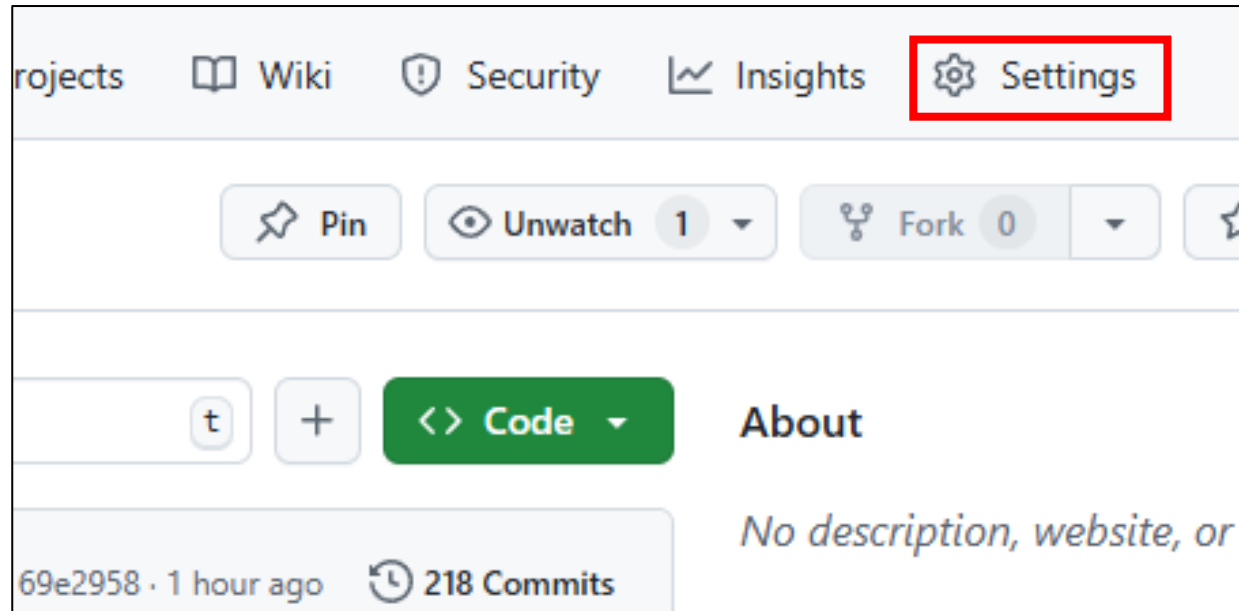 rojects Wiki Security Insights Settings
Pin Unwatch 1 Fork 0
t + <> Code About
No description, website, or
69e2958 · 1 hour ago 218 Commits